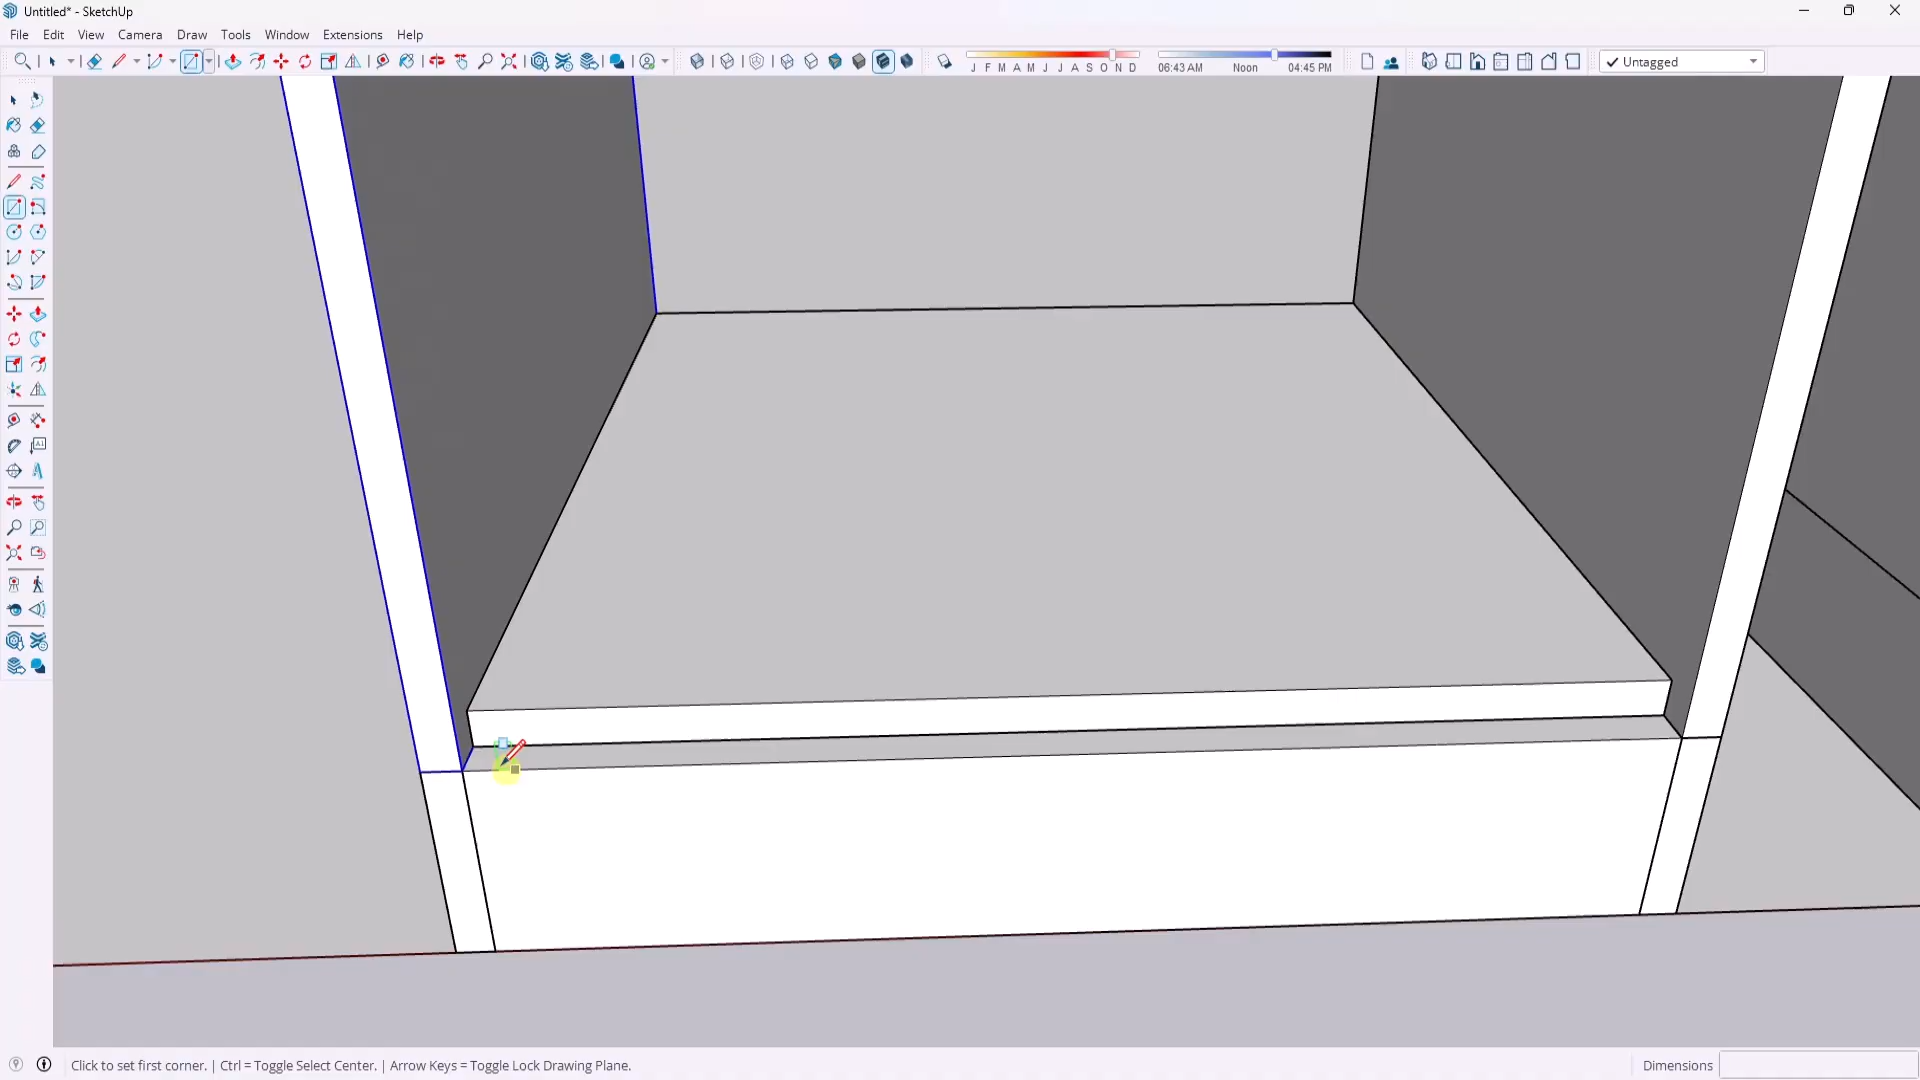 Untitled* - SketchUp
File Edit View Camera Draw Tools Window Extensions Help
J F M A M J J A S O N D 06:43 AM Noon 04:45 PM Untagged
Click to set first corner. | Ctrl = Toggle Select Center. | Arrow Keys = Toggle Lock Drawing Plane. Dimensions